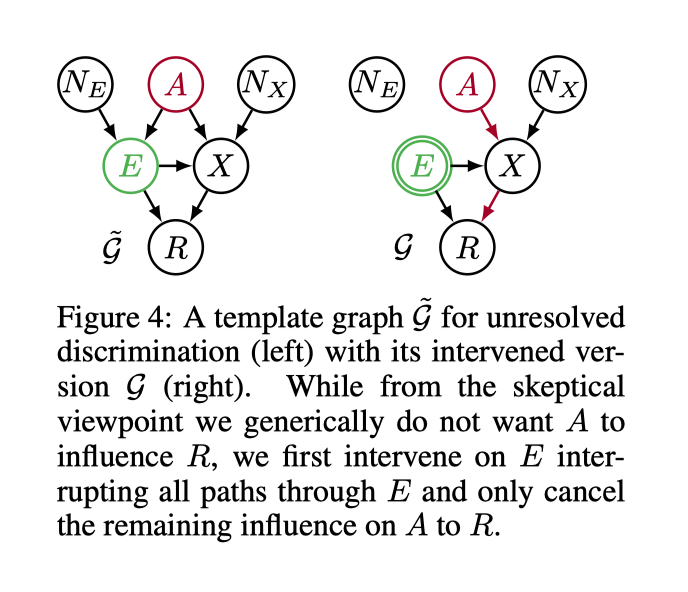 N_E A N_X N_E A N_X
E X E X
G̃ R G R
Figure 4: A template graph G̃ for unresolved
discrimination (left) with its intervened ver-
sion G (right). While from the skeptical
viewpoint we generically do not want A to
influence R, we first intervene on E inter-
rupting all paths through E and only cancel
the remaining influence on A to R.